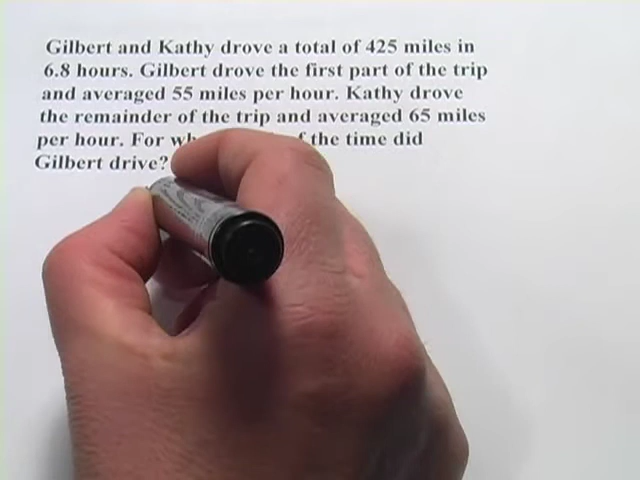 Gilbert and Kathy drove a total of 425 miles in
6.8 hours. Gilbert drove the first part of the trip
and averaged 55 miles per hour. Kathy drove
the remainder of the trip and averaged 65 miles
per hour. For the time did
Gilbert drive?